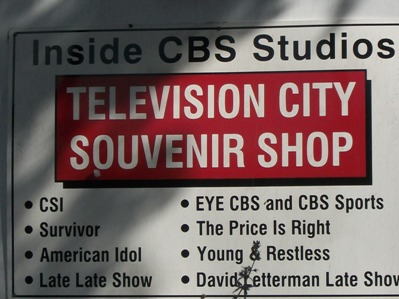 Inside CBS Studios
TELEVISION CITY
SOUVENIR SHOP
• CSI
• Survivor
• American Idol
• Late Late Show
• EYE CBS and CBS Sports
• The Price Is Right
• Young & Restless
• David Letterman Late Show